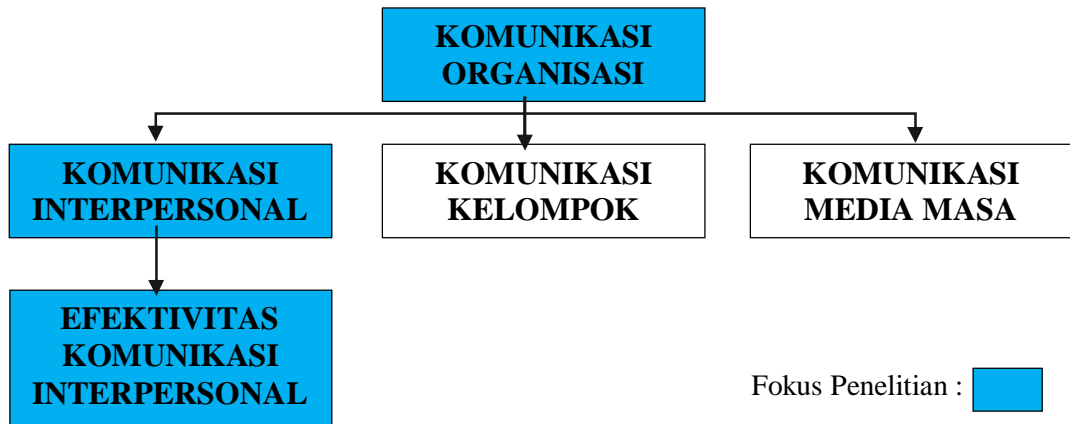 KOMUNIKASI
ORGANISASI
KOMUNIKASI
INTERPERSONAL
KOMUNIKASI
KELOMPOK
KOMUNIKASI
MEDIA MASA
EFEKTIVITAS
KOMUNIKASI
INTERPERSONAL
Fokus Penelitian :